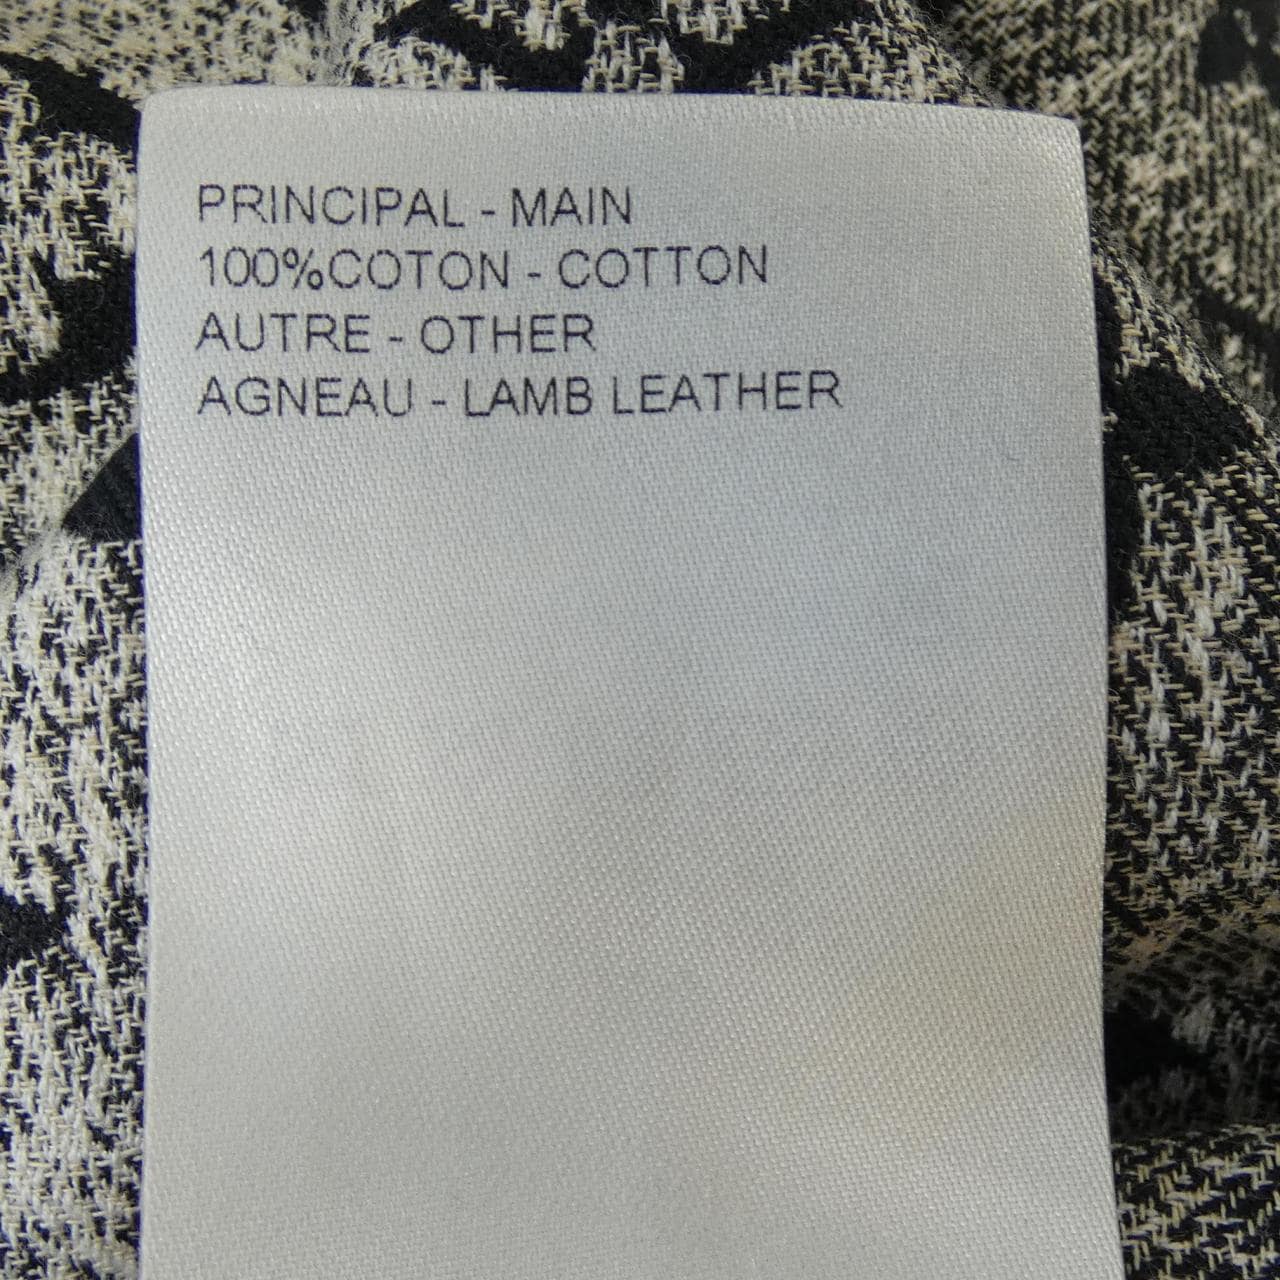 PRINCIPAL - MAIN
100%COTON - COTTON
AUTRE - OTHER
AGNEAU - LAMB LEATHER